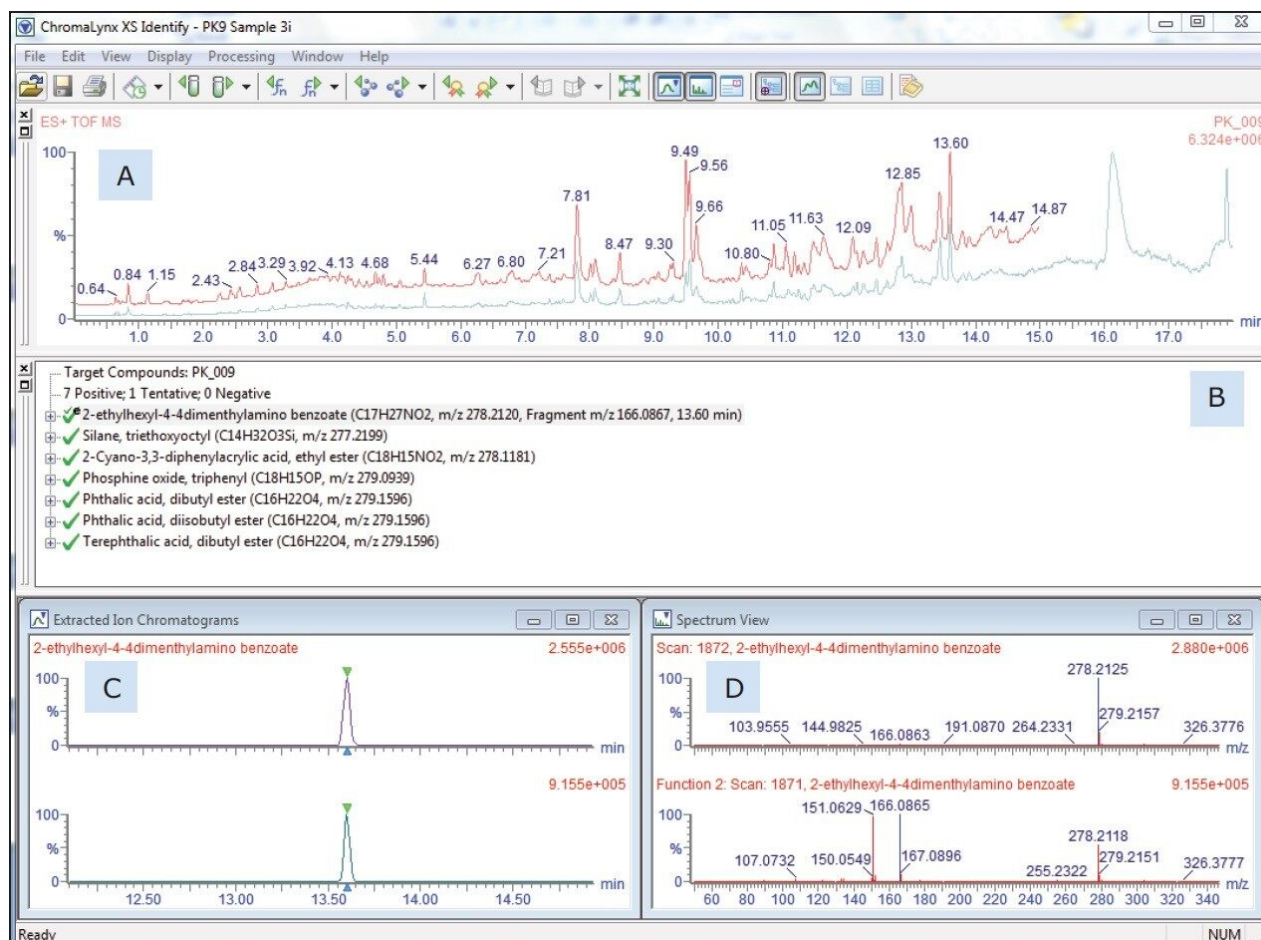 ChromaLynx XS Identify - PK9 Sample 3i
File Edit View Display Processing Window Help
ES+ TOF MS
PK_009
6.324e+006
A
100
%
0
0.64 0.84 1.15 2.43 2.84 3.29 3.92 4.13 4.68 5.44 6.27 6.80 7.21 7.81 8.47 9.30 9.49 9.56 9.66 10.80 11.05 11.63 12.09 12.85 13.60 14.47 14.87
1.0 2.0 3.0 4.0 5.0 6.0 7.0 8.0 9.0 10.0 11.0 12.0 13.0 14.0 15.0 16.0 17.0
min
B
Target Compounds: PK_009
7 Positive; 1 Tentative; 0 Negative
e 2-ethylhexyl-4-4dimenthylamino benzoate (C17H27NO2, m/z 278.2120, Fragment m/z 166.0867, 13.60 min)
Silane, triethoxyoctyl (C14H32O3Si, m/z 277.2199)
2-Cyano-3,3-diphenylacrylic acid, ethyl ester (C18H15NO2, m/z 278.1181)
Phosphine oxide, triphenyl (C18H15OP, m/z 279.0939)
Phthalic acid, dibutyl ester (C16H22O4, m/z 279.1596)
Phthalic acid, diisobutyl ester (C16H22O4, m/z 279.1596)
Terephthalic acid, dibutyl ester (C16H22O4, m/z 279.1596)
Extracted Ion Chromatograms
2-ethylhexyl-4-4dimenthylamino benzoate 2.555e+006
C
100
%
0
min
9.155e+005
100
%
0
min
12.50 13.00 13.50 14.00 14.50
Spectrum View
Scan: 1872, 2-ethylhexyl-4-4dimenthylamino benzoate 2.880e+006
D
100
%
0
103.9555 144.9825 166.0863 191.0870 264.2331 278.2125 279.2157 326.3776
m/z
Function 2: Scan: 1871, 2-ethylhexyl-4-4dimenthylamino benzoate 9.155e+005
100
%
0
107.0732 150.0549 151.0629 166.0865 167.0896 255.2322 278.2118 279.2151 326.3777
m/z
60 80 100 120 140 160 180 200 220 240 260 280 300 320 340
Ready NUM